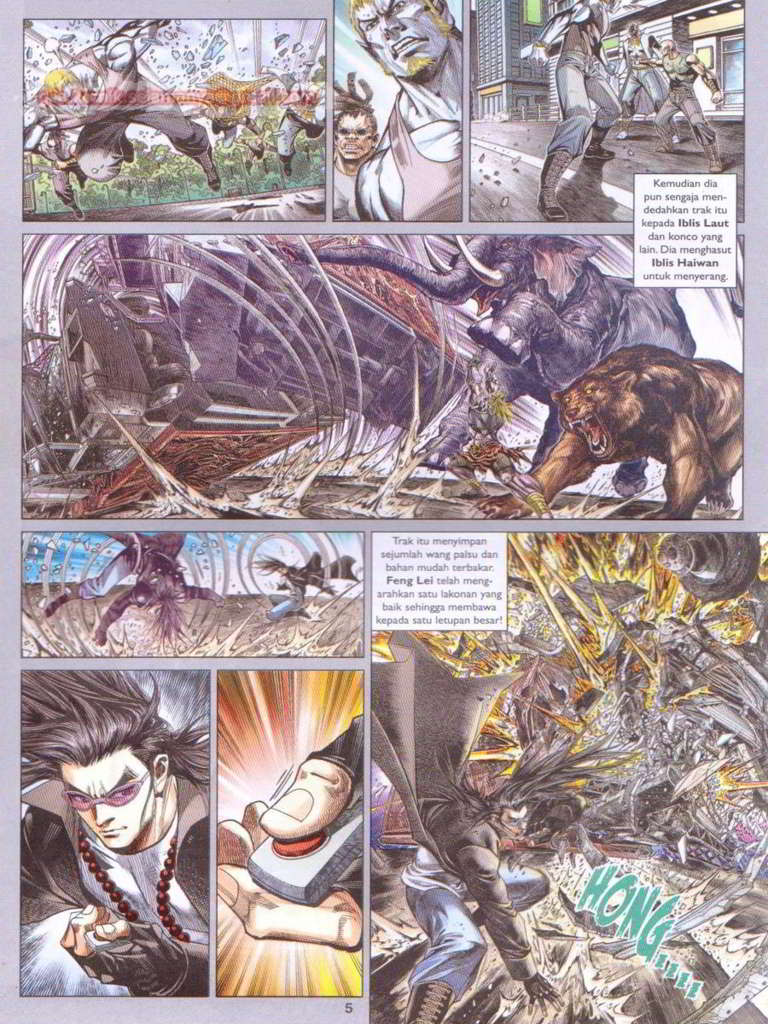 Kemudian dia
pun sengaja men-
dedahkan trak itu
kepada Iblis Laut
dan konco yang
lain. Dia menghasut
Iblis Haiwan
untuk menyerang.
Trak itu menyimpan
sejumlah wang palsu dan
bahan mudah terbakar.
Feng Lei telah meng-
arahkan satu lakonan yang
baik sehingga membawa
kepada satu letupan besar!
HONG
5